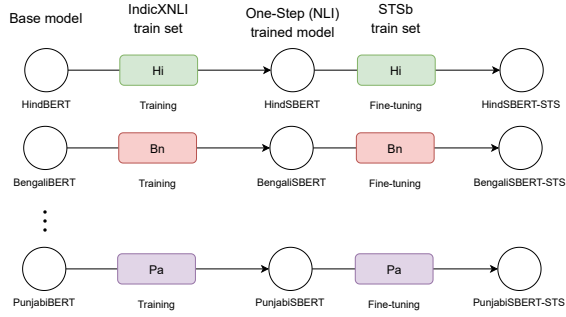 Base model
IndicXNLI
train set
One-Step (NLI)
trained model
STSb
train set
Hi
Hi
HindBERT
Training
HindSBERT
Fine-tuning
HindSBERT-STS
Bn
Bn
BengaliBERT
Training
BengaliSBERT
Fine-tuning
BengaliSBERT-STS
Pa
Pa
PunjabiBERT
Training
PunjabiSBERT
Fine-tuning
PunjabiSBERT-STS